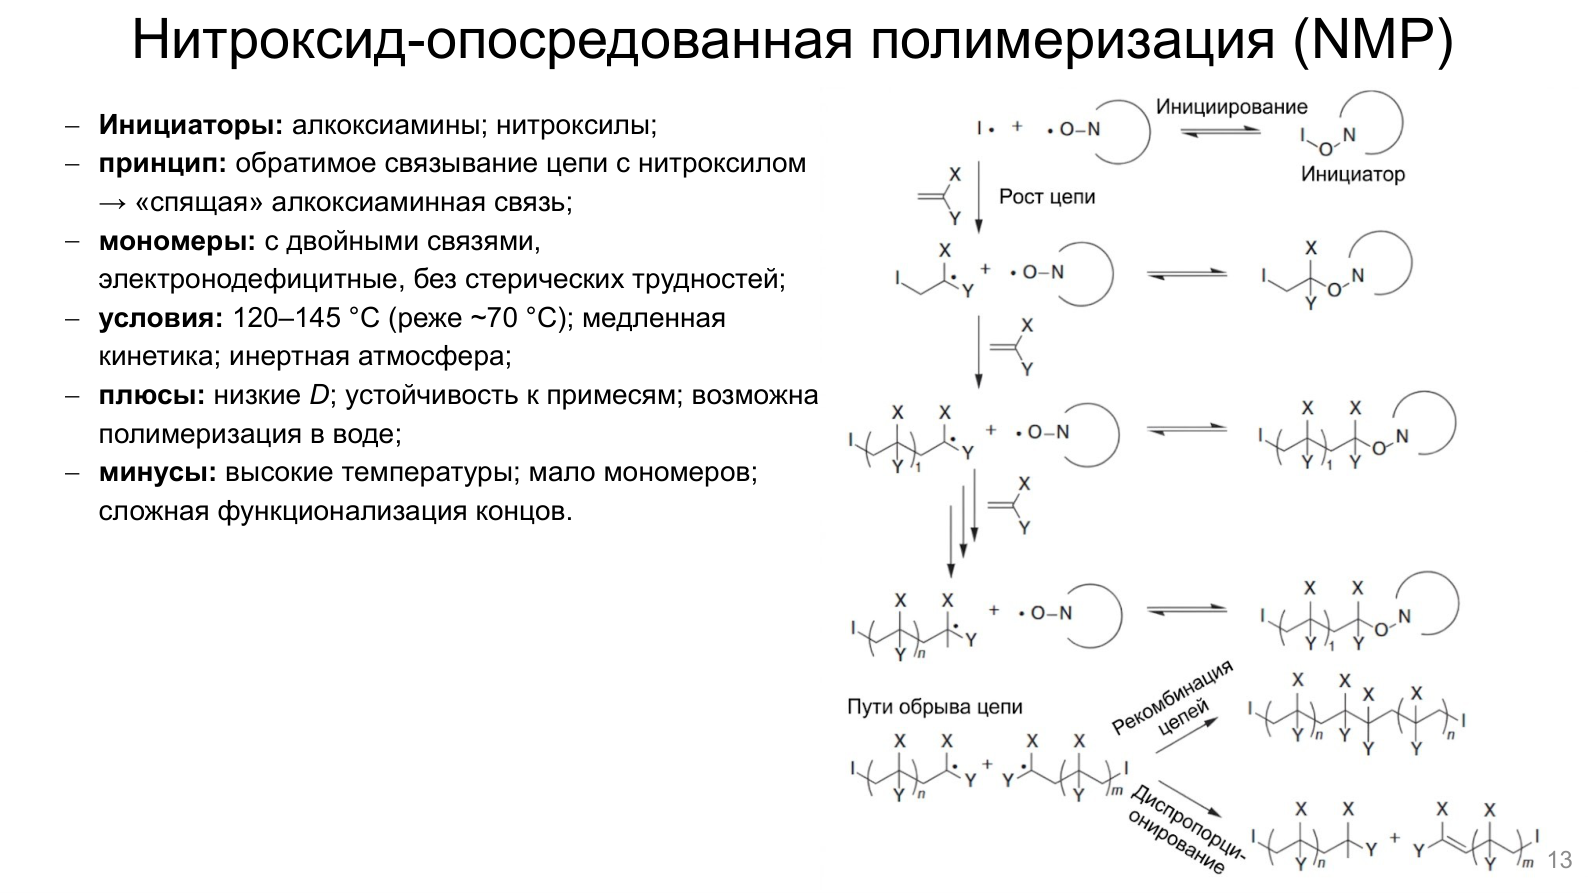 Нитроксид-опосредованная полимеризация (NMP)
– Инициаторы: алкоксиамины; нитроксилы;
– принцип: обратимое связывание цепи с нитроксилом
→ «спящая» алкоксиаминная связь;
– мономеры: с двойными связями,
электронодефицитные, без стерических трудностей;
– условия: 120–145 °C (реже ~70 °C); медленная
кинетика; инертная атмосфера;
– плюсы: низкие D; устойчивость к примесям; возможна
полимеризация в воде;
– минусы: высокие температуры; мало мономеров;
сложная функционализация концов.
Инициирование
I • + • O–N
I O N
Инициатор
X
Y
Рост цепи
X
I • Y + • O–N
X
I Y O N
X
Y
X X
I ( Y )1 • Y + • O–N
X X
I ( Y )1 Y O N
X
Y
X X
I ( Y )n • Y + • O–N
X X
I ( Y )1 Y O N
Пути обрыва цепи
X X X X
I ( Y )n • Y + Y • ( Y )m I
Рекомбинация
цепей
X X X X
I ( Y )n Y Y ( Y )n I
Диспропорци-
онирование
X X X X
I ( Y )n Y + Y ( Y )m I
13